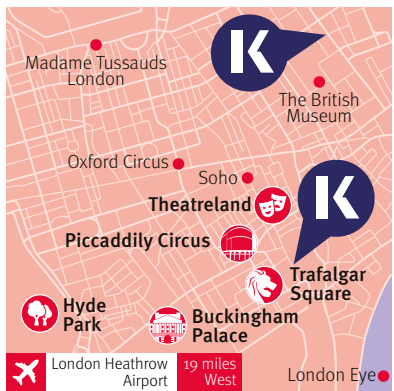 K
Madame Tussauds
London
The British
Museum
Oxford Circus
Soho
Theatreland
K
Piccaddily Circus
Trafalgar
Square
Hyde
Park
Buckingham
Palace
London Heathrow
Airport
19 miles
West
London Eye